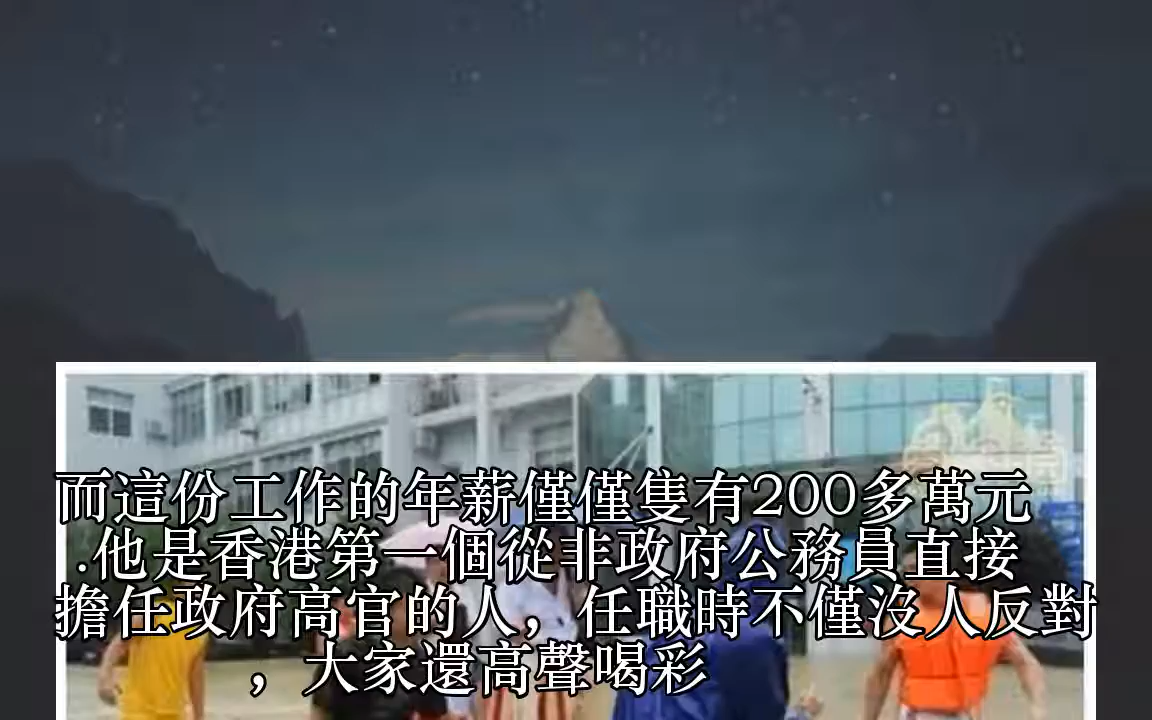 而這份工作的年薪僅僅隻有200多萬元
.他是香港第一個從非政府公務員直接
擔任政府高官的人，任職時不僅沒人反對
，大家還高聲喝彩